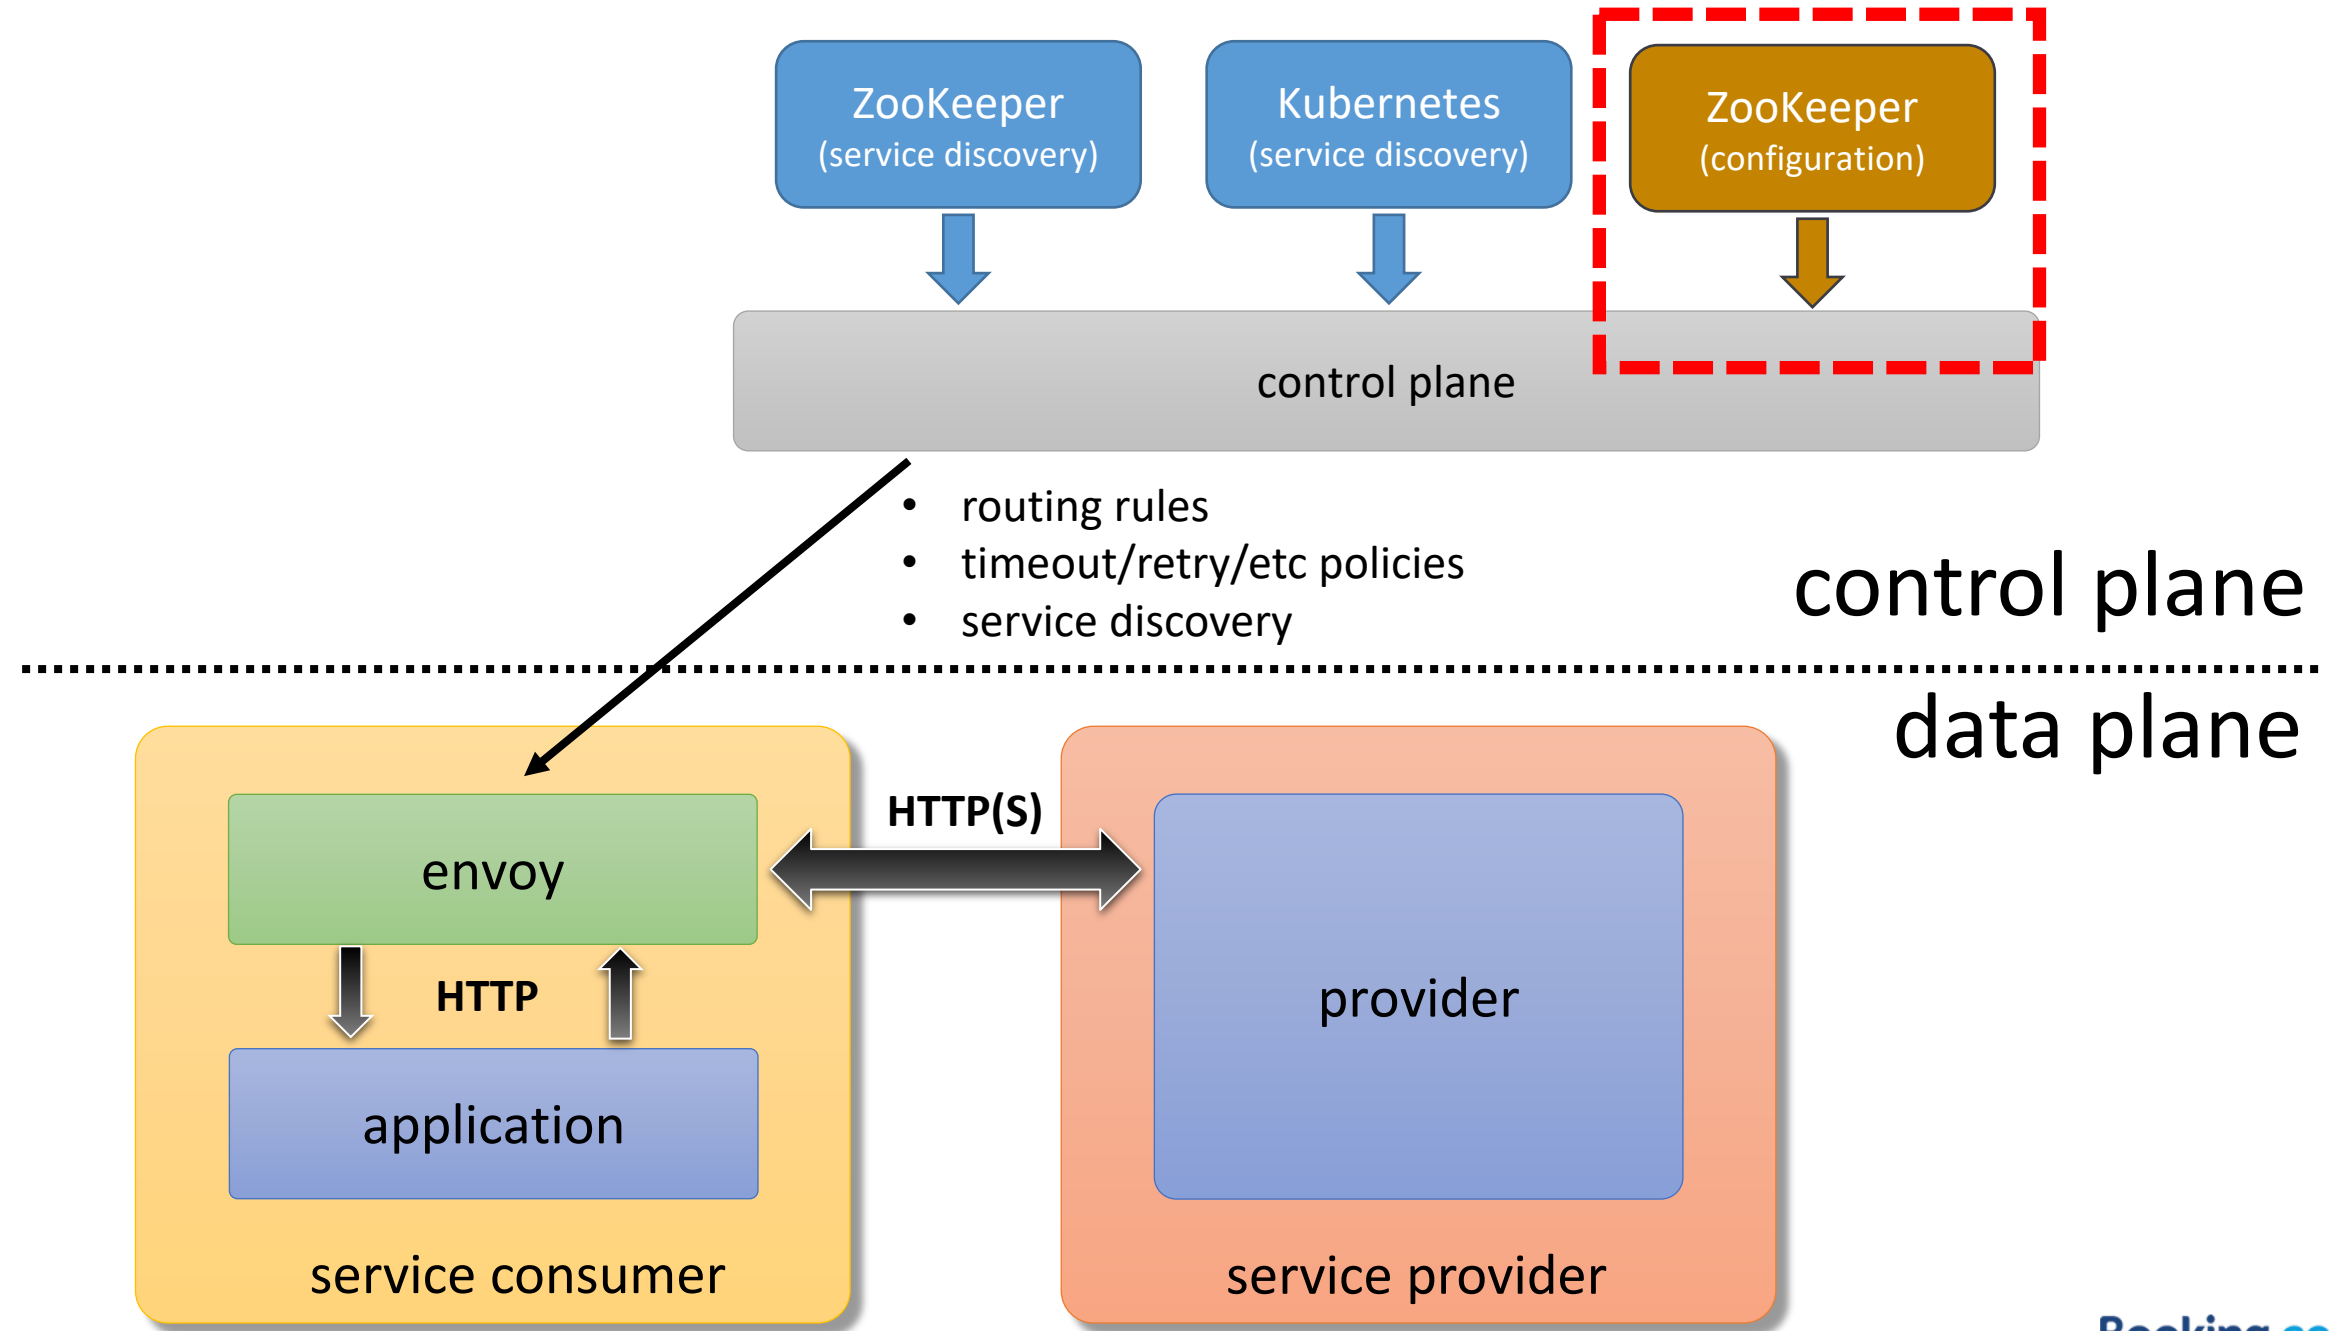 ZooKeeper
(service discovery)
Kubernetes
(service discovery)
ZooKeeper
(configuration)
control plane
• routing rules
• timeout/retry/etc policies
• service discovery
control plane
data plane
HTTP(S)
envoy
HTTP
provider
application
service consumer
service provider